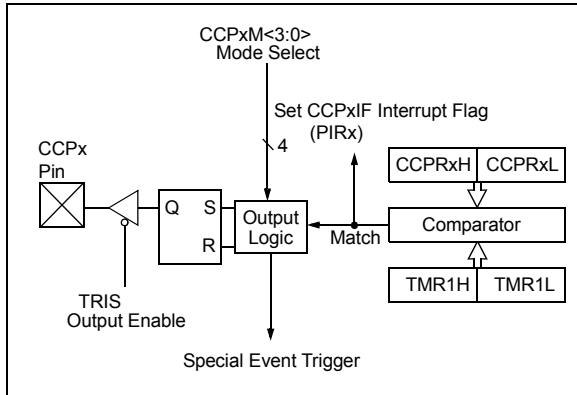 CCPxM<3:0>
Mode Select
Set CCPxIF Interrupt Flag
(PIRx)
4
CCPx
Pin
CCPRxH CCPRxL
Q S
R
Output
Logic
Match
Comparator
TRIS
Output Enable
TMR1H TMR1L
Special Event Trigger